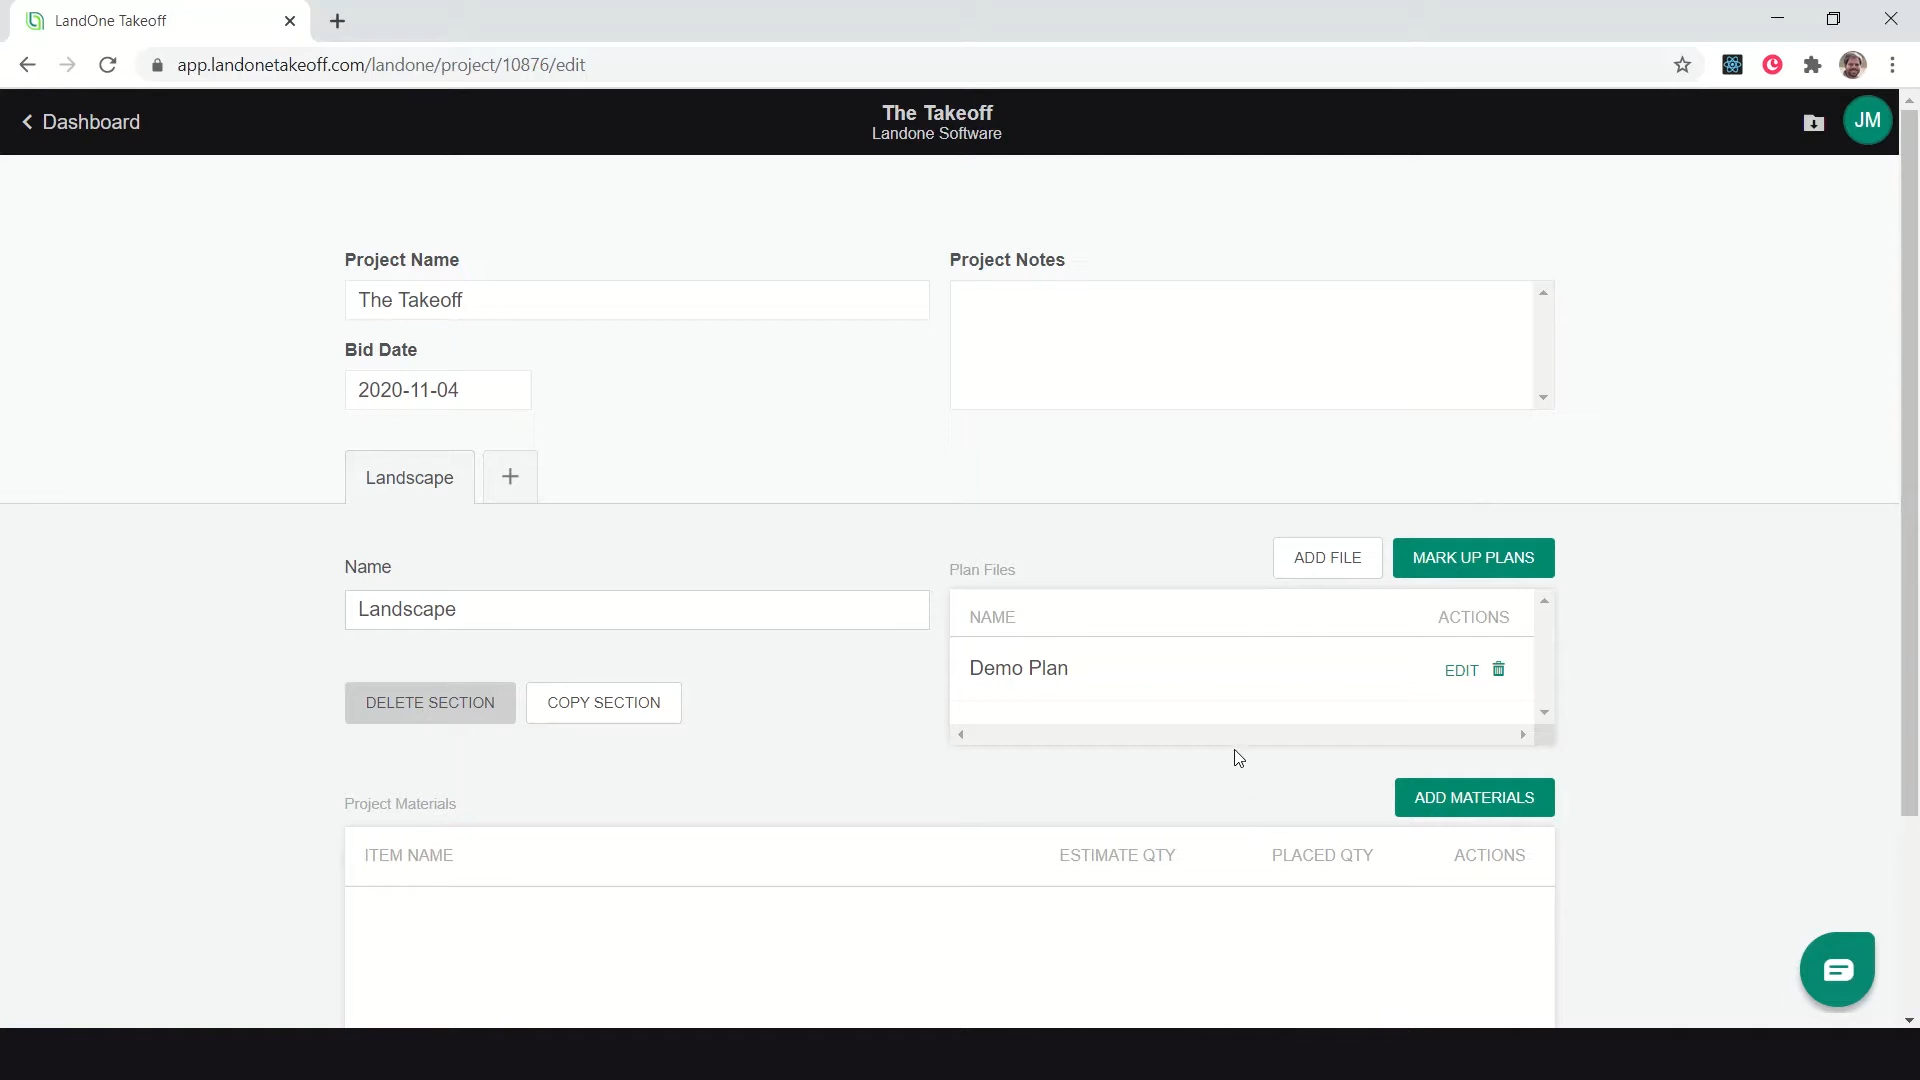 LandOne Takeoff
app.landonetakeoff.com/landone/project/10876/edit
Dashboard
The Takeoff
Landone Software
JM
Project Name
Project Notes
The Takeoff
Bid Date
2020-11-04
Landscape
+
Name
Plan Files
ADD FILE
MARK UP PLANS
Landscape
NAME
ACTIONS
Demo Plan
EDIT
DELETE SECTION
COPY SECTION
Project Materials
ADD MATERIALS
ITEM NAME
ESTIMATE QTY
PLACED QTY
ACTIONS